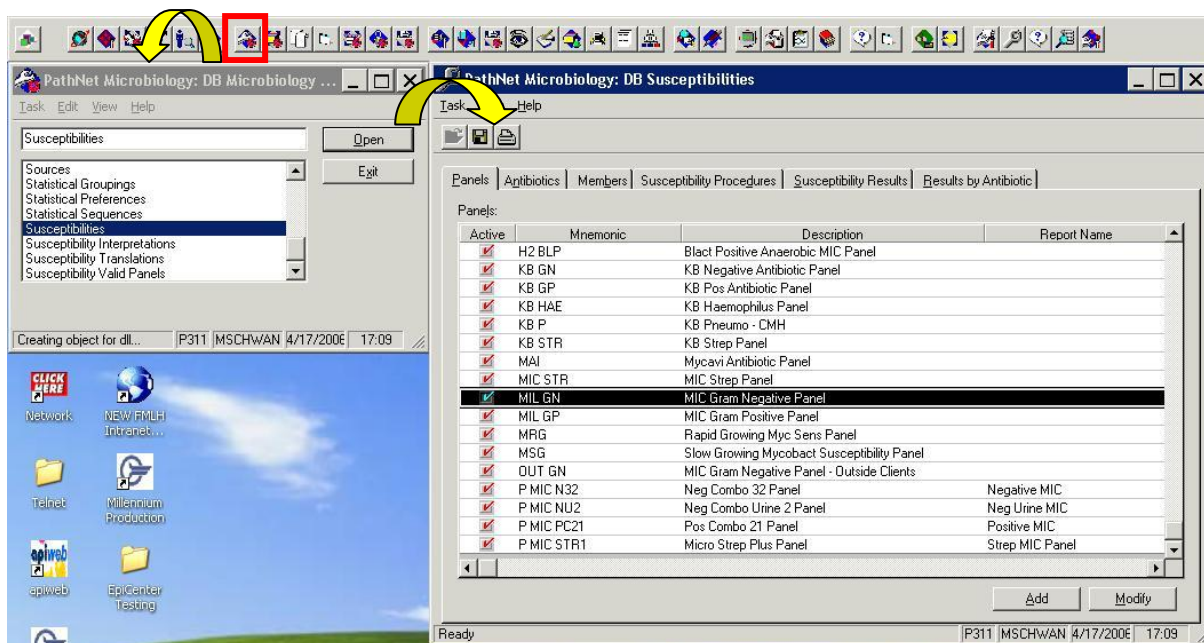 PathNet Microbiology: DB Microbiology ...
Task Edit View Help
Susceptibilities
Open
Exit
Sources
Statistical Groupings
Statistical Preferences
Statistical Sequences
Susceptibilities
Susceptibility Interpretations
Susceptibility Translations
Susceptibility Valid Panels
Creating object for dll... P311 MSCHWAN 4/17/2006 17:09
CLICK HERE
Network
NEW FMLH
Intranet...
Telnet
Millennium
Production
apiweb
apiweb
EpiCenter
Testing
PathNet Microbiology: DB Susceptibilities
Task Help
Panels Antibiotics Members Susceptibility Procedures Susceptibility Results Results by Antibiotic
Panels:
Active Mnemonic Description Report Name
H2 BLP Blact Positive Anaerobic MIC Panel
KB GN KB Negative Antibiotic Panel
KB GP KB Pos Antibiotic Panel
KB HAE KB Haemophilus Panel
KB P KB Pneumo - CMH
KB STR KB Strep Panel
MAI Mycavi Antibiotic Panel
MIC STR MIC Strep Panel
MIL GN MIC Gram Negative Panel
MIL GP MIC Gram Positive Panel
MRG Rapid Growing Myc Sens Panel
MSG Slow Growing Mycobact Susceptibility Panel
OUT GN MIC Gram Negative Panel - Outside Clients
P MIC N32 Neg Combo 32 Panel Negative MIC
P MIC NU2 Neg Combo Urine 2 Panel Neg Urine MIC
P MIC PC21 Pos Combo 21 Panel Positive MIC
P MIC STR1 Micro Strep Plus Panel Strep MIC Panel
Add Modify
Ready P311 MSCHWAN 4/17/2006 17:09